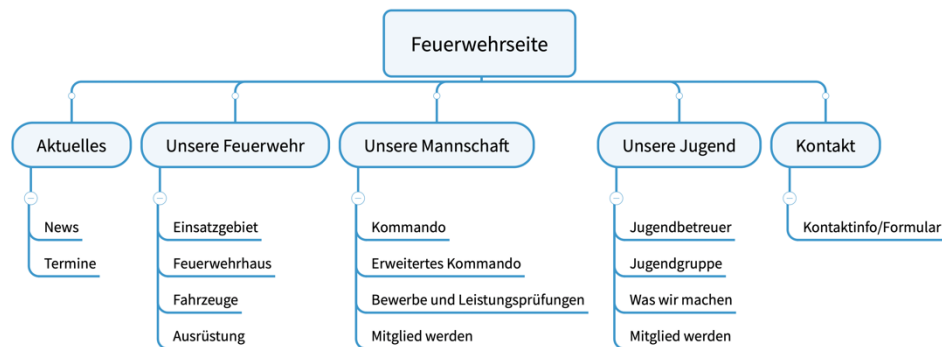 Feuerwehrseite
Aktuelles
Unsere Feuerwehr
Unsere Mannschaft
Unsere Jugend
Kontakt
News
Termine
Einsatzgebiet
Feuerwehrhaus
Fahrzeuge
Ausrüstung
Kommando
Erweitertes Kommando
Bewerbe und Leistungsprüfungen
Mitglied werden
Jugendbetreuer
Jugendgruppe
Was wir machen
Mitglied werden
Kontaktinfo/Formular